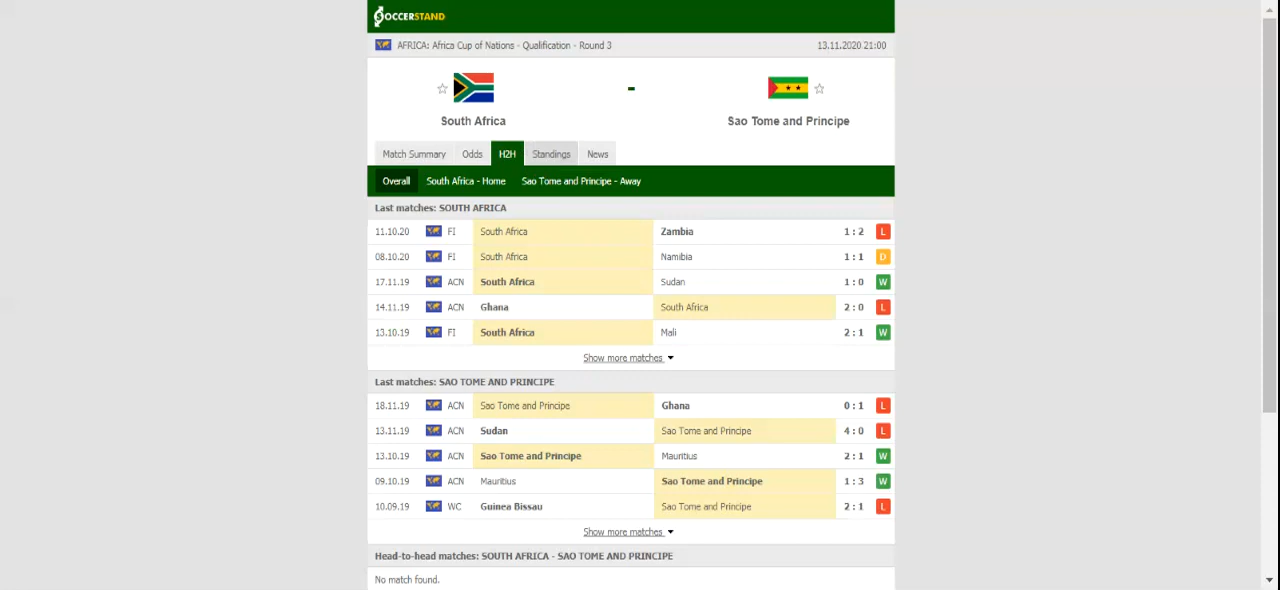 SOCCERSTAND
AFRICA: Africa Cup of Nations - Qualification - Round 3 13.11.2020 21:00
-
South Africa Sao Tome and Principe
Match Summary Odds H2H Standings News
Overall South Africa - Home Sao Tome and Principe - Away
Last matches: SOUTH AFRICA
11.10.20 FI South Africa Zambia 1 : 2 L
08.10.20 FI South Africa Namibia 1 : 1 D
17.11.19 ACN South Africa Sudan 1 : 0 W
14.11.19 ACN Ghana South Africa 2 : 0 L
13.10.19 FI South Africa Mali 2 : 1 W
Show more matches
Last matches: SAO TOME AND PRINCIPE
18.11.19 ACN Sao Tome and Principe Ghana 0 : 1 L
13.11.19 ACN Sudan Sao Tome and Principe 4 : 0 L
13.10.19 ACN Sao Tome and Principe Mauritius 2 : 1 W
09.10.19 ACN Mauritius Sao Tome and Principe 1 : 3 W
10.09.19 WC Guinea Bissau Sao Tome and Principe 2 : 1 L
Show more matches
Head-to-head matches: SOUTH AFRICA - SAO TOME AND PRINCIPE
No match found.